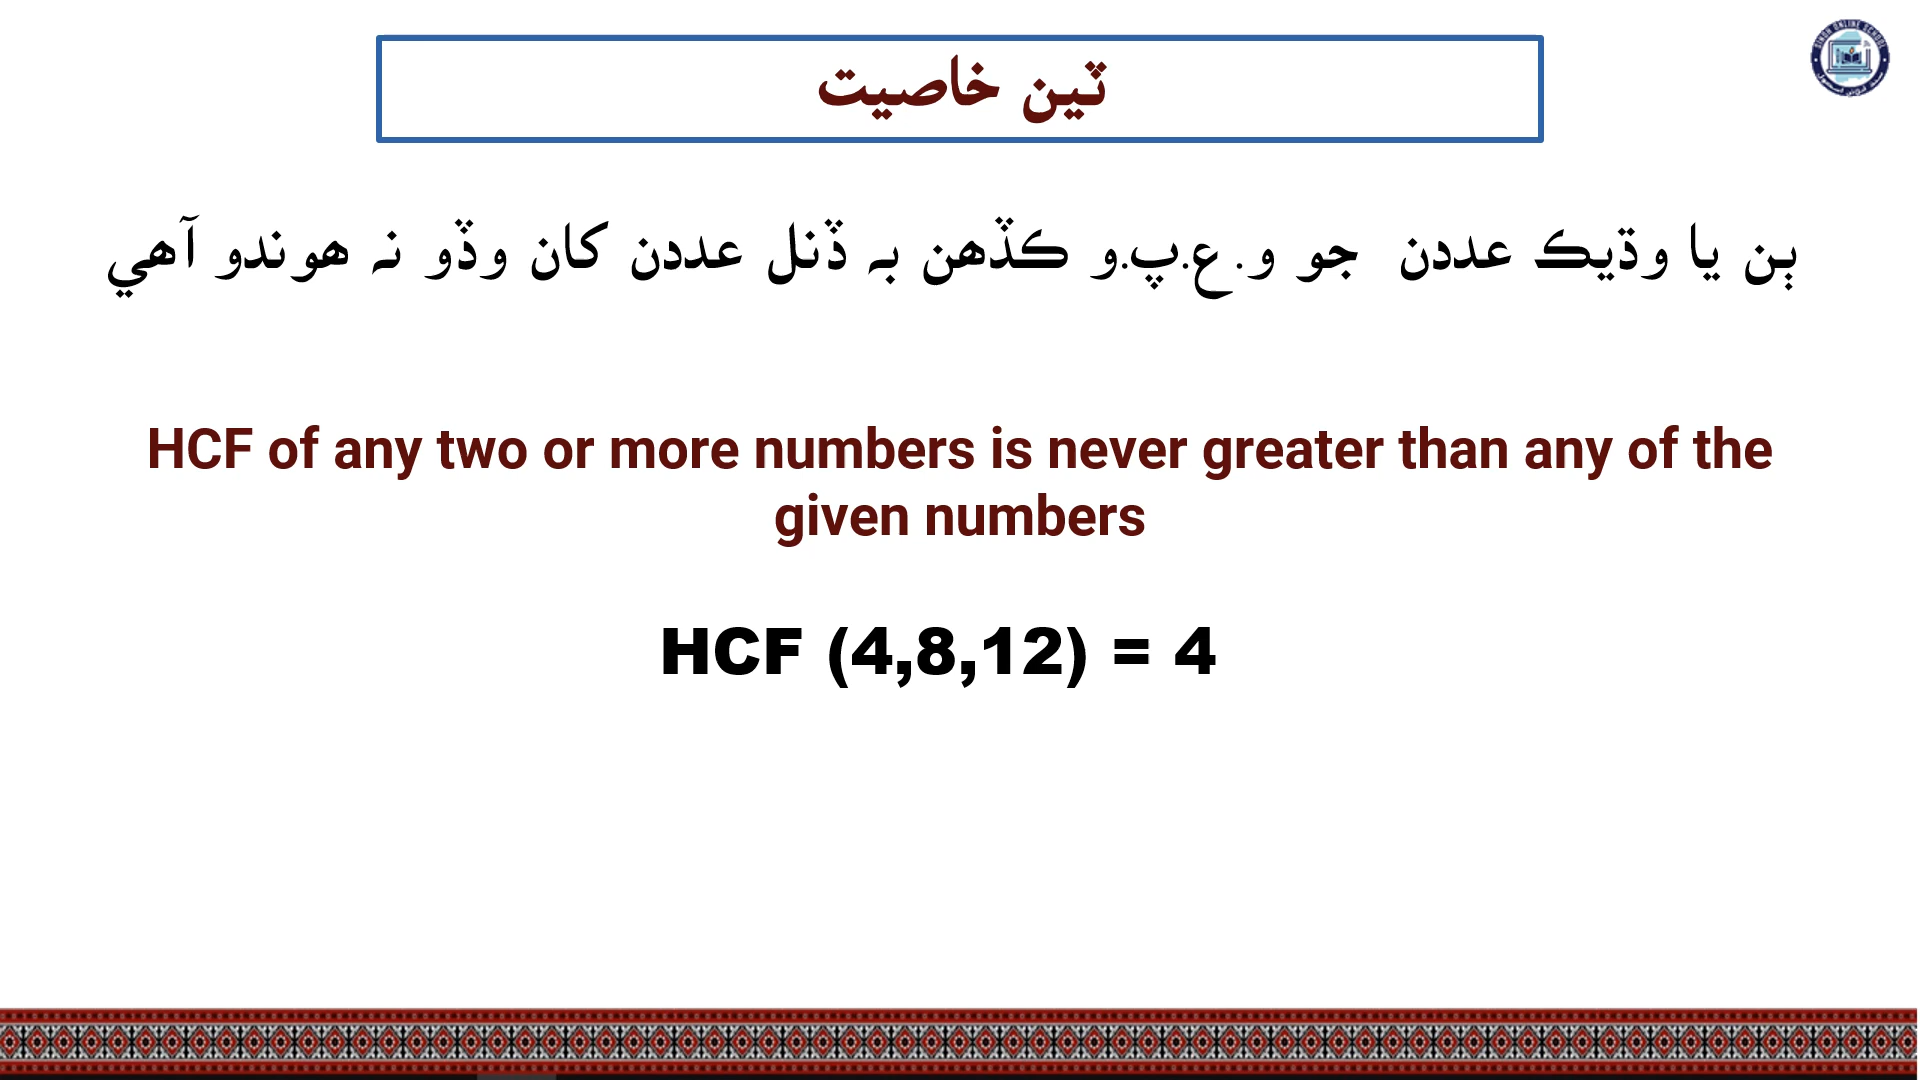 ٽين خاصيت
ٻن يا وڌيڪ عددن جو و.ع.پ.و ڪڏهن بہ ڏنل عددن کان وڏو نہ هوندو آهي
HCF of any two or more numbers is never greater than any of the
given numbers
HCF (4,8,12) = 4